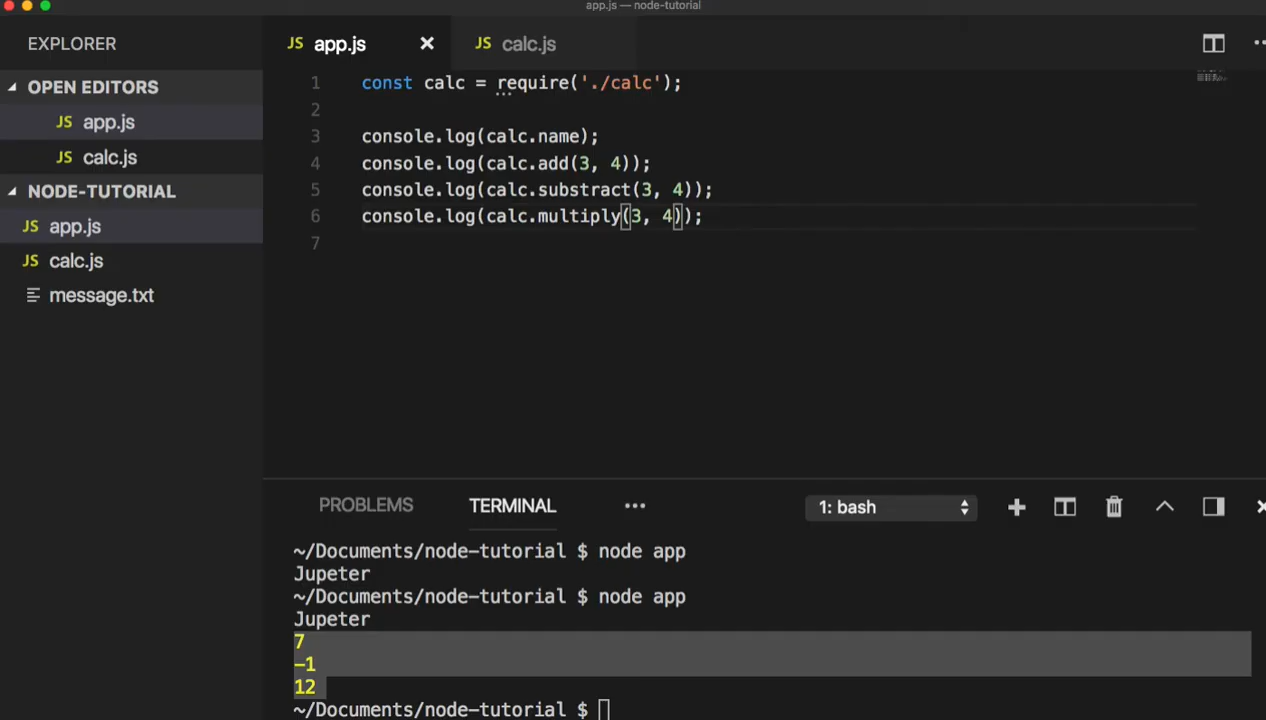 app.js — node-tutorial
EXPLORER
OPEN EDITORS
JS app.js
JS calc.js
NODE-TUTORIAL
JS app.js
JS calc.js
message.txt
JS app.js
JS calc.js
1 const calc = require('./calc');
2
3 console.log(calc.name);
4 console.log(calc.add(3, 4));
5 console.log(calc.substract(3, 4));
6 console.log(calc.multiply(3, 4));
7
PROBLEMS TERMINAL
1: bash
~/Documents/node-tutorial $ node app
Jupeter
~/Documents/node-tutorial $ node app
Jupeter
7
-1
12
~/Documents/node-tutorial $